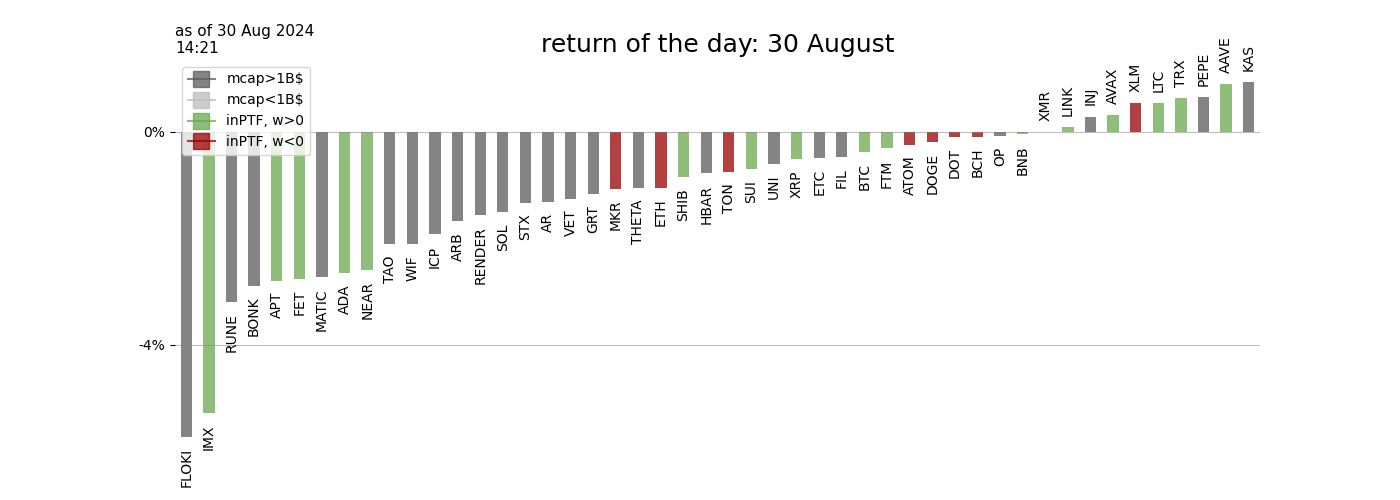 as of 30 Aug 2024
14:21
return of the day: 30 August
mcap>1B$
mcap<1B$
inPTF, w>0
inPTF, w<0
0%
-4%
FLOKI
IMX
RUNE
BONK
APT
FET
MATIC
ADA
NEAR
TAO
WIF
ICP
ARB
RENDER
SOL
STX
AR
VET
GRT
MKR
THETA
ETH
SHIB
HBAR
TON
SUI
UNI
XRP
ETC
FIL
BTC
FTM
ATOM
DOGE
DOT
BCH
OP
BNB
XMR
LINK
INJ
AVAX
XLM
LTC
TRX
PEPE
AAVE
KAS